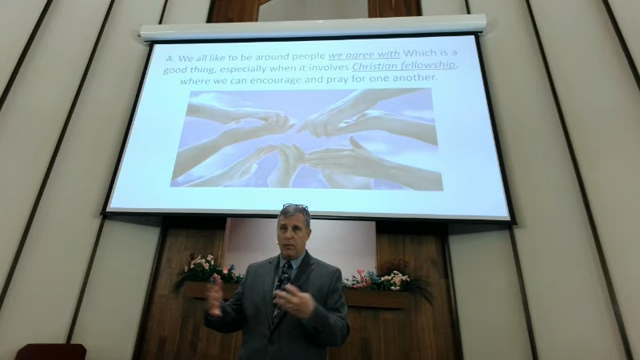 A. We all like to be around people we agree with Which is a
good thing, especially when it involves Christian fellowship,
where we can encourage and pray for one another.